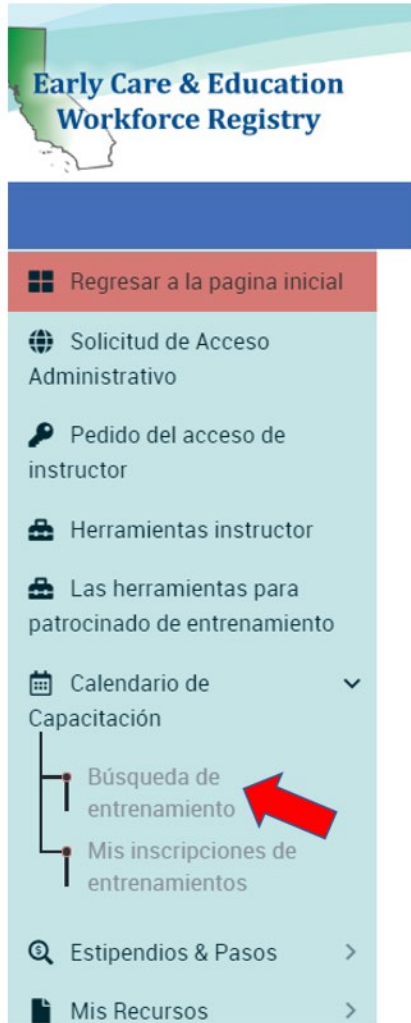 Early Care & Education
Workforce Registry
Regresar a la pagina inicial
Solicitud de Acceso
Administrativo
Pedido del acceso de
instructor
Herramientas instructor
Las herramientas para
patrocinado de entrenamiento
Calendario de
Capacitación
Búsqueda de
entrenamiento
Mis inscripciones de
entrenamientos
Estipendios & Pasos
Mis Recursos